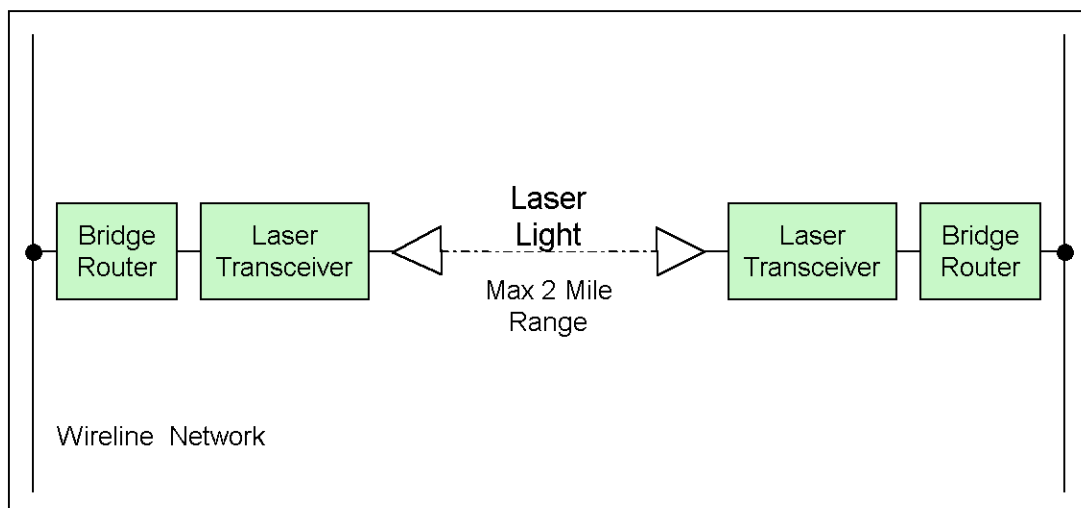 Laser
Light
Bridge
Router
Laser
Transceiver
Laser
Transceiver
Bridge
Router
Max 2 Mile
Range
Wireline Network